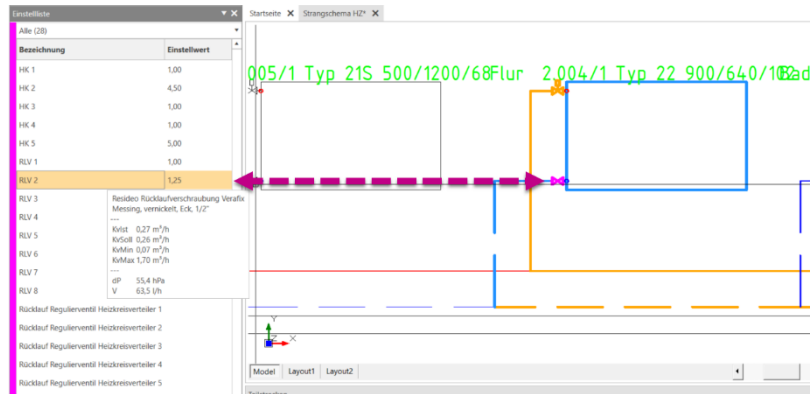 Einstellliste
Startseite
Strangschema HZ*
Alle (28)
Bezeichnung Einstellwert
HK 1 1,00
HK 2 4,50
HK 3 1,00
HK 4 1,00
HK 5 5,00
RLV 1 1,00
RLV 2 1,25
RLV 3
RLV 4
RLV 5
RLV 6
RLV 7
RLV 8
Resideo Rücklaufverschraubung Verafix
Messing, vernickelt, Eck, 1/2"
---
KvIst 0,27 m³/h
KvSoll 0,26 m³/h
KvMin 0,07 m³/h
KvMax 1,70 m³/h
---
dP 55,4 hPa
V 63,5 l/h
Rücklauf Regulierventil Heizkreisverteiler 1
Rücklauf Regulierventil Heizkreisverteiler 2
Rücklauf Regulierventil Heizkreisverteiler 3
Rücklauf Regulierventil Heizkreisverteiler 4
Rücklauf Regulierventil Heizkreisverteiler 5
005/1 Typ 21S 500/1200/68
Flur 2.004/1 Typ 22 900/640/102
Bad
Y
Z
X
Model Layout1 Layout2